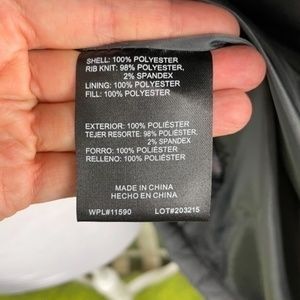 SHELL: 100% POLYESTER
RIB KNIT: 98% POLYESTER,
2% SPANDEX
LINING: 100% POLYESTER
FILL: 100% POLYESTER
EXTERIOR: 100% POLIÉSTER
TEJER RESORTE: 98% POLIÉSTER,
2% SPANDEX
FORRO: 100% POLIÉSTER
RELLENO: 100% POLIÉSTER
MADE IN CHINA
HECHO EN CHINA
WPL#11590 LOT#203215